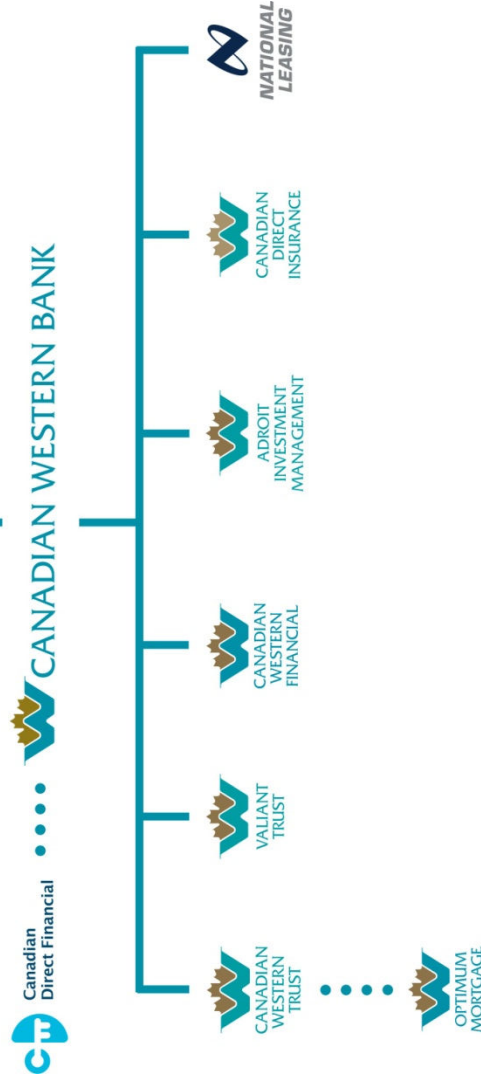 Canadian
Direct Financial
CANADIAN WESTERN BANK
CANADIAN
WESTERN
TRUST
VALIANT
TRUST
CANADIAN
WESTERN
FINANCIAL
ADROIT
INVESTMENT
MANAGEMENT
CANADIAN
DIRECT
INSURANCE
NATIONAL
LEASING
OPTIMUM
MORTGAGE